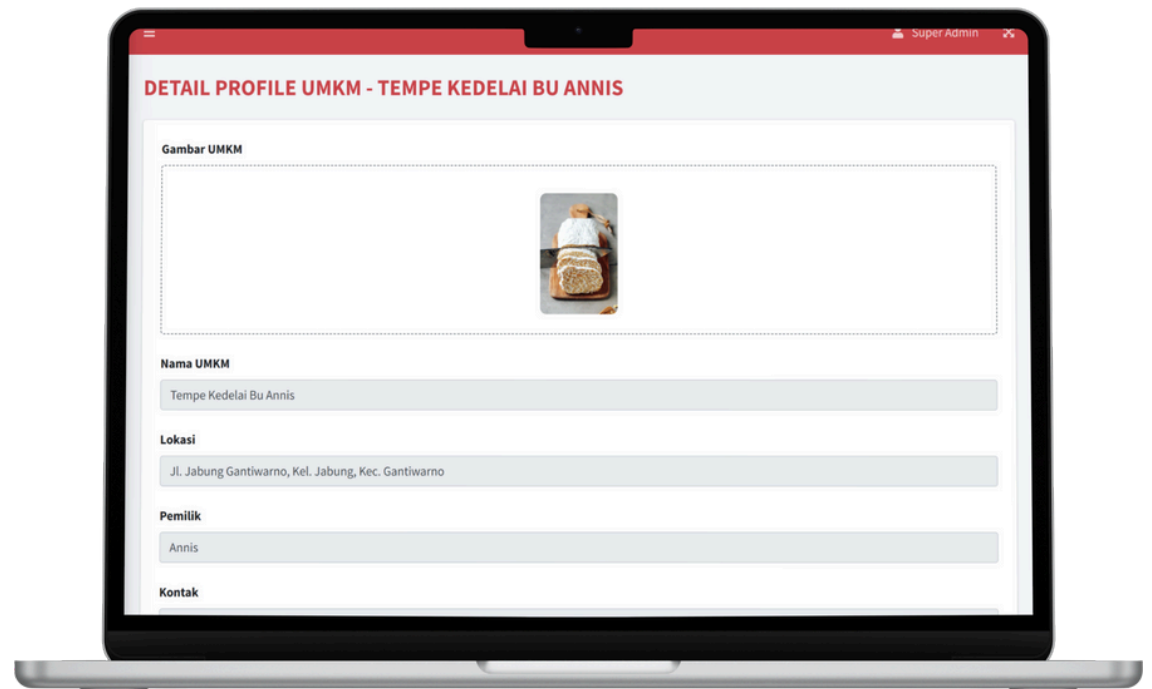 Super Admin
DETAIL PROFILE UMKM - TEMPE KEDELAI BU ANNIS
Gambar UMKM
Nama UMKM
Tempe Kedelai Bu Annis
Lokasi
Jl. Jabung Gantiwarno, Kel. Jabung, Kec. Gantiwarno
Pemilik
Annis
Kontak